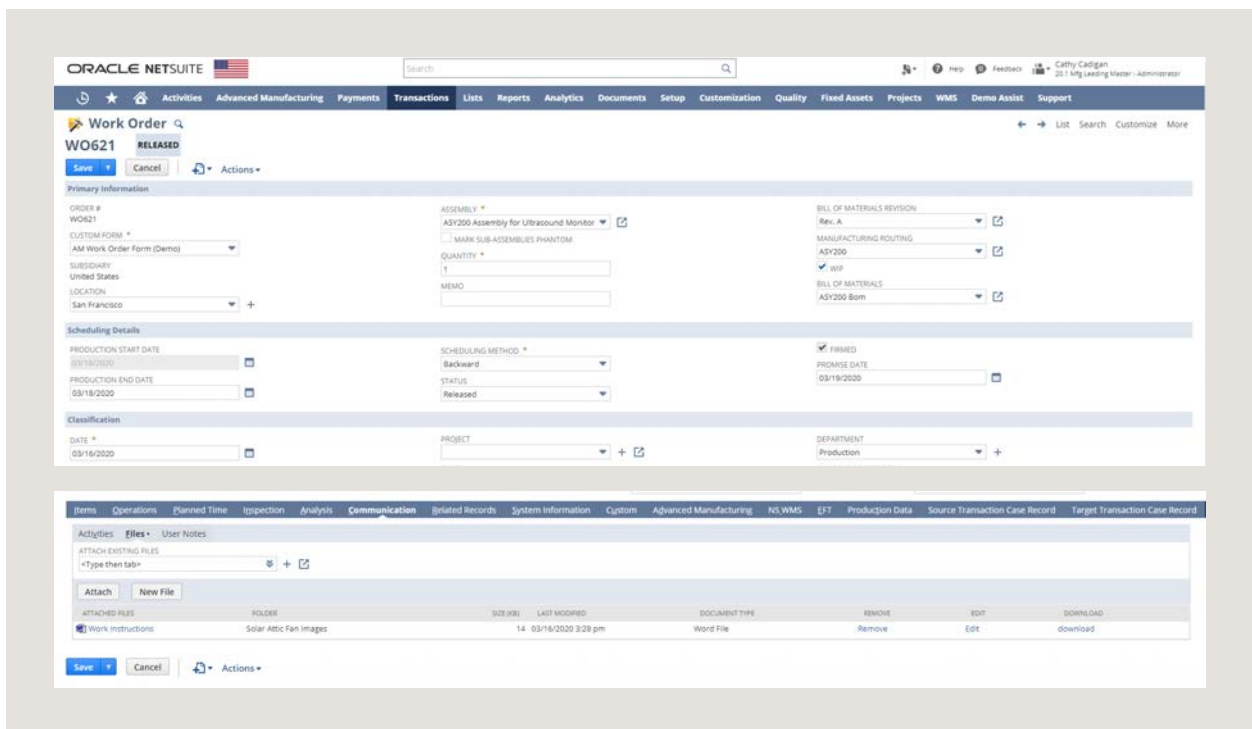 ORACLE NETSUITE
Search
Help Feedback Cathy Cadigan
20.1 Mfg Leading Master - Administrator
Activities Advanced Manufacturing Payments Transactions Lists Reports Analytics Documents Setup Customization Quality Fixed Assets Projects WMS Demo Assist Support
Work Order
List Search Customize More
WO621 RELEASED
Save Cancel Actions
Primary Information
ORDER #
WO621
CUSTOM FORM *
AM Work Order Form (Demo)
SUBSIDIARY
United States
LOCATION
San Francisco
ASSEMBLY *
ASY200 Assembly for Ultrasound Monitor
MARK SUB-ASSEMBLIES PHANTOM
QUANTITY *
1
MEMO
BILL OF MATERIALS REVISION
Rev. A
MANUFACTURING ROUTING
ASY200
WIP
BILL OF MATERIALS
ASY200 Bom
Scheduling Details
PRODUCTION START DATE
PRODUCTION END DATE
03/18/2020
SCHEDULING METHOD *
Backward
STATUS
Released
FIRMED
PROMISE DATE
03/19/2020
Classification
DATE *
03/16/2020
PROJECT
DEPARTMENT
Production
Items Operations Planned Time Inspection Analysis Communication Related Records System Information Custom Advanced Manufacturing NS_WMS EFT Production Data Source Transaction Case Record Target Transaction Case Record
Activities Files User Notes
ATTACH EXISTING FILES
<Type then tab>
Attach New File
ATTACHED FILES FOLDER SIZE (KB) LAST MODIFIED DOCUMENT TYPE REMOVE EDIT DOWNLOAD
Work Instructions Solar Attic Fan Images 14 03/16/2020 3:28 pm Word File Remove Edit download
Save Cancel Actions